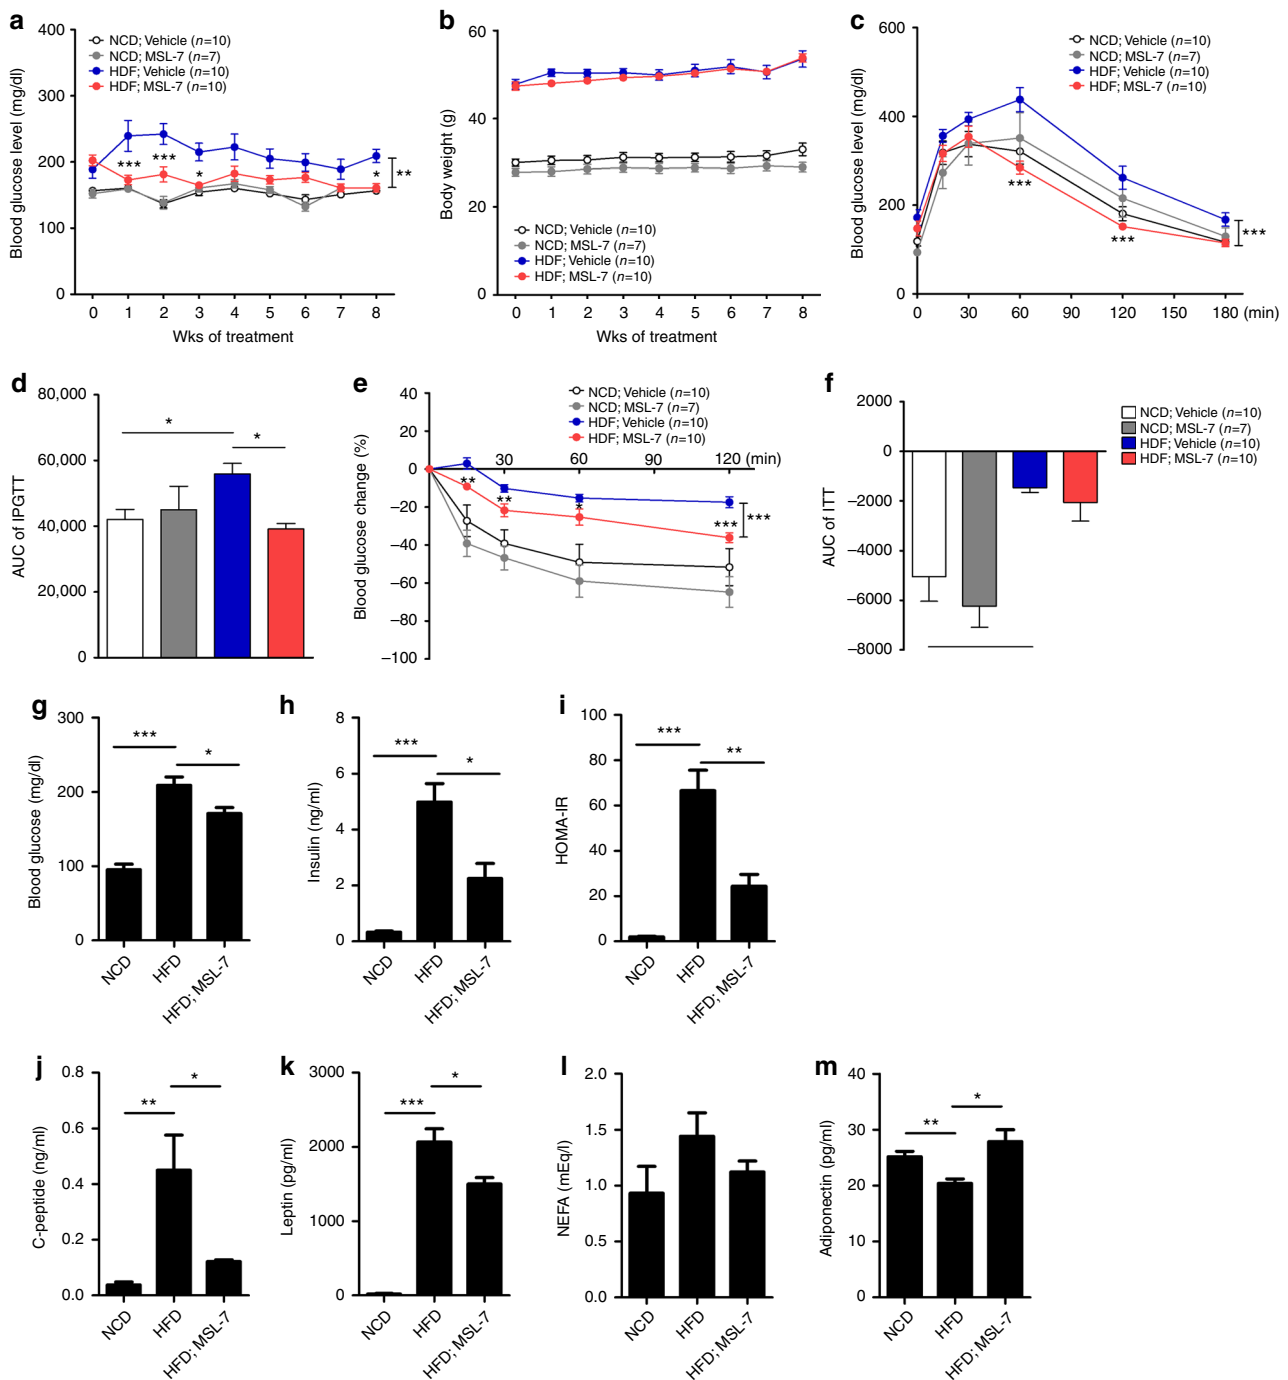 a
Blood glucose level (mg/dl)
400
300
200
100
0
NCD; Vehicle (n=10)
NCD; MSL-7 (n=7)
HDF; Vehicle (n=10)
HDF; MSL-7 (n=10)
***
***
*
*
**
0 1 2 3 4 5 6 7 8
Wks of treatment
b
Body weight (g)
60
40
20
0
NCD; Vehicle (n=10)
NCD; MSL-7 (n=7)
HDF; Vehicle (n=10)
HDF; MSL-7 (n=10)
0 1 2 3 4 5 6 7 8
Wks of treatment
c
Blood glucose level (mg/dl)
600
400
200
0
NCD; Vehicle (n=10)
NCD; MSL-7 (n=7)
HDF; Vehicle (n=10)
HDF; MSL-7 (n=10)
***
***
***
0 30 60 90 120 150 180 (min)
d
AUC of IPGTT
80,000
60,000
40,000
20,000
0
*
*
e
Blood glucose change (%)
40
20
0
–20
–40
–60
–80
–100
NCD; Vehicle (n=10)
NCD; MSL-7 (n=7)
HDF; Vehicle (n=10)
HDF; MSL-7 (n=10)
30 60 90 120 (min)
**
**
*
***
***
f
AUC of ITT
2000
0
–2000
–4000
–6000
–8000
NCD; Vehicle (n=10)
NCD; MSL-7 (n=7)
HDF; Vehicle (n=10)
HDF; MSL-7 (n=10)
g
Blood glucose (mg/dl)
300
200
100
0
***
*
NCD
HFD
HFD; MSL-7
h
Insulin (ng/ml)
8
6
4
2
0
***
*
NCD
HFD
HFD; MSL-7
i
HOMA-IR
100
80
60
40
20
0
***
**
NCD
HFD
HFD; MSL-7
j
C-peptide (ng/ml)
0.8
0.6
0.4
0.2
0.0
**
*
NCD
HFD
HFD; MSL-7
k
Leptin (pg/ml)
3000
2000
1000
0
***
*
NCD
HFD
HFD; MSL-7
l
NEFA (mEq/l)
2.0
1.5
1.0
0.5
0.0
NCD
HFD
HFD; MSL-7
m
Adiponectin (pg/ml)
40
30
20
10
0
**
*
NCD
HFD
HFD; MSL-7